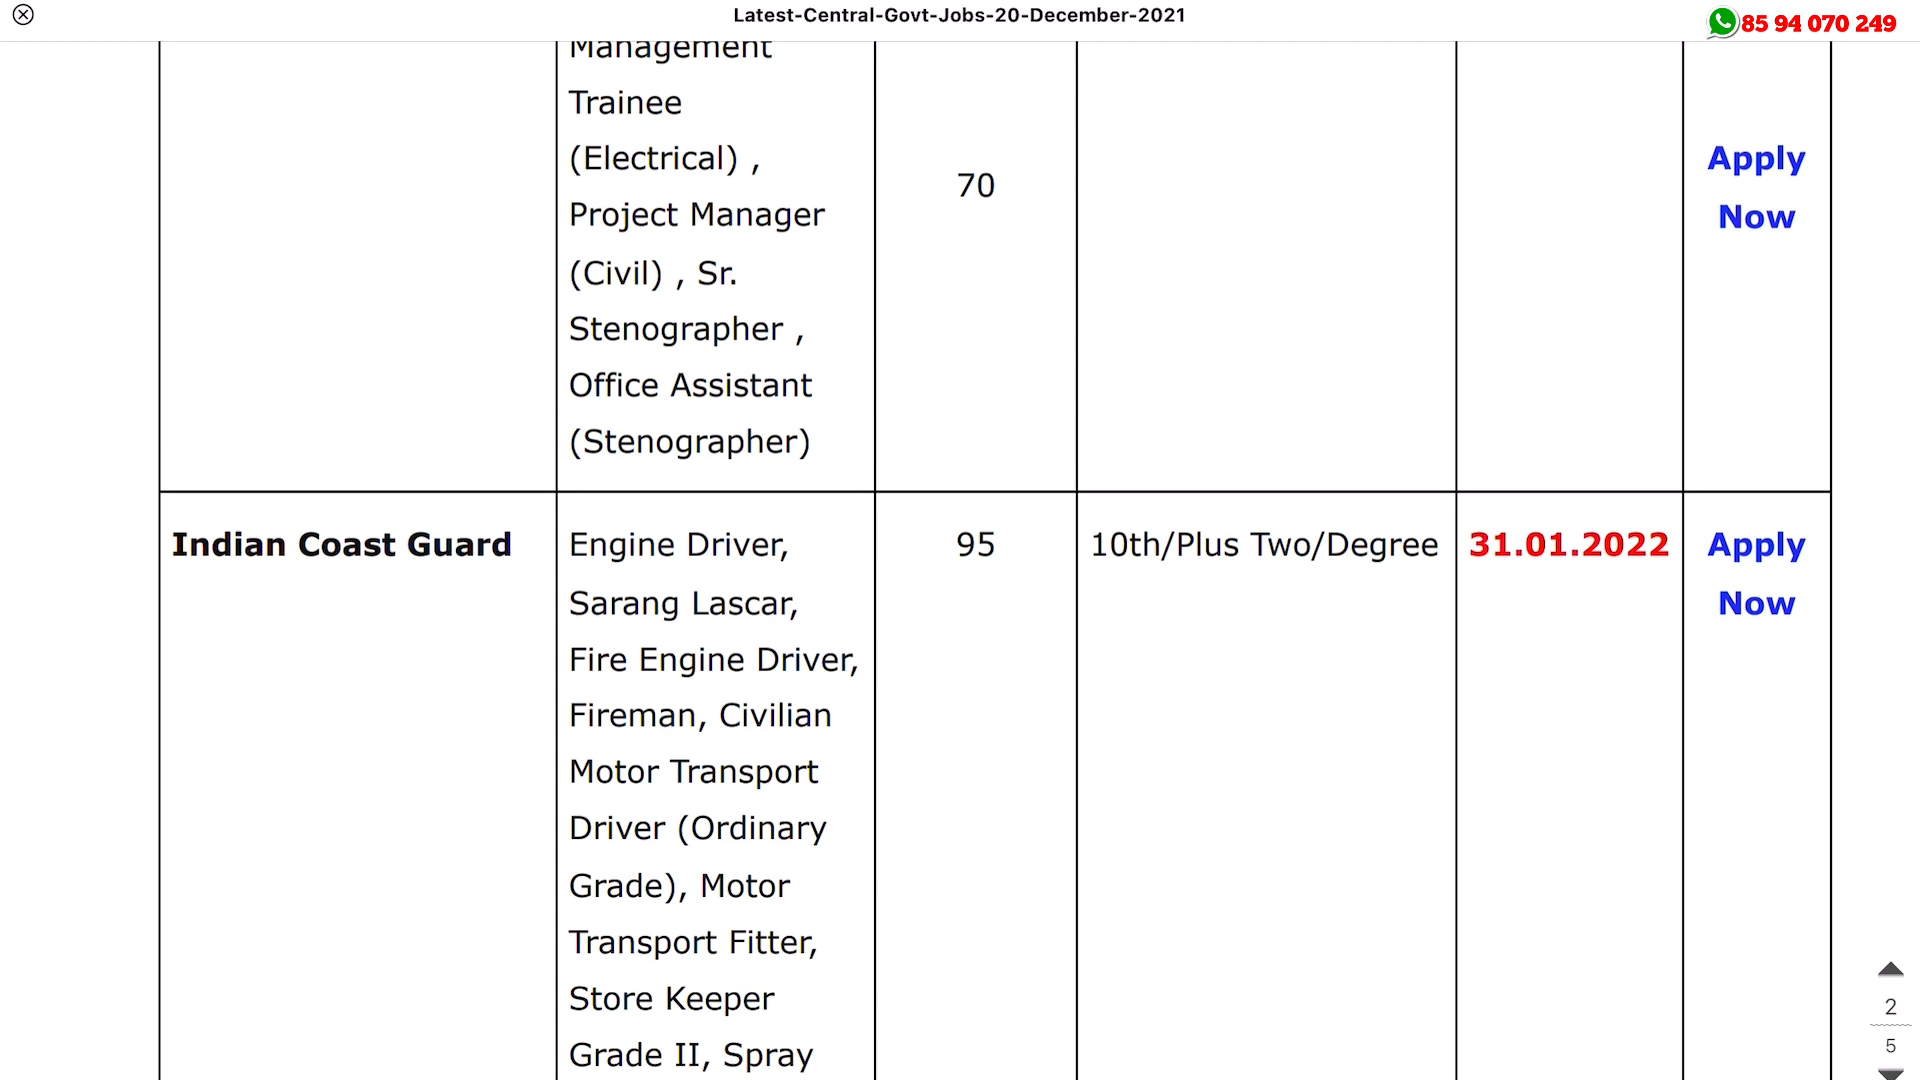 Latest-Central-Govt-Jobs-20-December-2021
85 94 070 249
Management
Trainee
(Electrical) ,
Project Manager
(Civil) , Sr.
Stenographer ,
Office Assistant
(Stenographer)
70
Apply
Now
Indian Coast Guard
Engine Driver,
Sarang Lascar,
Fire Engine Driver,
Fireman, Civilian
Motor Transport
Driver (Ordinary
Grade), Motor
Transport Fitter,
Store Keeper
Grade II, Spray
95
10th/Plus Two/Degree
31.01.2022
Apply
Now
2
5